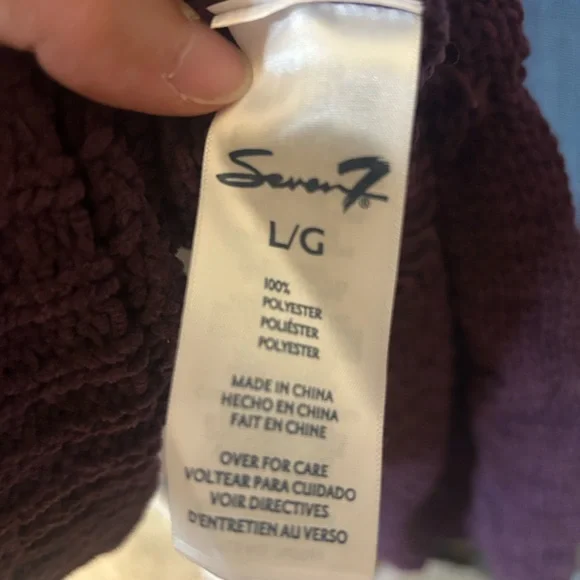 Seven7®
L/G
100%
POLYESTER
POLIÉSTER
POLYESTER
MADE IN CHINA
HECHO EN CHINA
FAIT EN CHINE
OVER FOR CARE
VOLTEAR PARA CUIDADO
VOIR DIRECTIVES
D'ENTRETIEN AU VERSO